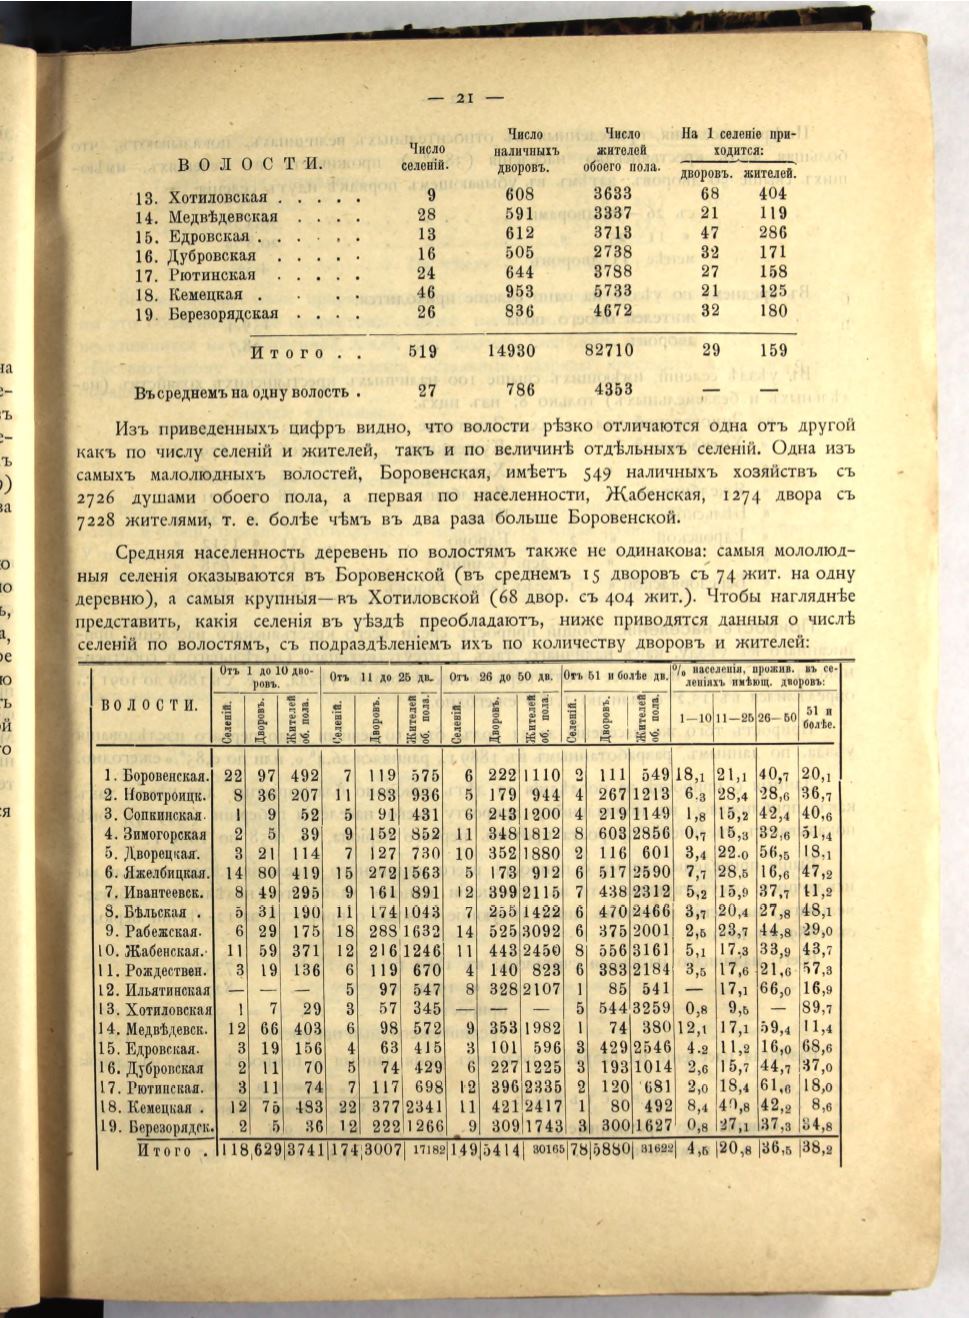 — 21 —
ВОЛОСТИ. Число селеній. Число наличныхъ дворовъ. Число жителей обоего пола. На 1 селеніе приходится: дворовъ. жителей.
13. Хотиловская . . . . . 9 608 3633 68 404
14. Медвѣдевская . . . . 28 591 3337 21 119
15. Едровская . . . . . 13 612 3713 47 286
16. Дубровская . . . . . 16 505 2738 32 171
17. Рютинская . . . . . 24 644 3788 27 158
18. Кемецкая . . . . 46 953 5733 21 125
19. Березорядская . . . . 26 836 4672 32 180
Итого . . 519 14930 82710 29 159
Въ среднемъ на одну волость . 27 786 4353 — —
Изъ приведенныхъ цифръ видно, что волости рѣзко отличаются одна отъ другой
какъ по числу селеній и жителей, такъ и по величинѣ отдѣльныхъ селеній. Одна изъ
самыхъ малолюдныхъ волостей, Боровенская, имѣетъ 549 наличныхъ хозяйствъ съ
2726 душами обоего пола, а первая по населенности, Жабенская, 1274 двора съ
7228 жителями, т. е. болѣе чѣмъ въ два раза больше Боровенской.
Средняя населенность деревень по волостямъ также не одинакова: самыя мололюд-
ныя селенія оказываются въ Боровенской (въ среднемъ 15 дворовъ съ 74 жит. на одну
деревню), а самыя крупныя—въ Хотиловской (68 двор. съ 404 жит.). Чтобы нагляднѣе
представить, какія селенія въ уѣздѣ преобладаютъ, ниже приводятся данныя о числѣ
селеній по волостямъ, съ подраздѣленіемъ ихъ по количеству дворовъ и жителей:
ВОЛОСТИ. Отъ 1 до 10 дворовъ. Отъ 11 до 25 дв. Отъ 26 до 50 дв. Отъ 51 и болѣе дв. % населенія, прожив. въ селеніяхъ имѣющ. дворовъ:
Селеній. Дворовъ. Жителей об. пола. Селеній. Дворовъ. Жителей об. пола. Селеній. Дворовъ. Жителей об. пола. Селеній. Дворовъ. Жителей об. пола. 1—10 11—25 26—50 51 и болѣе.
1. Боровенская. 22 97 492 7 119 575 6 222 1110 2 111 549 18,1 21,1 40,7 20,1
2. Новотроицк. 8 36 207 11 183 936 5 179 944 4 267 1213 6.3 28,4 28,6 36,7
3. Сопкинская. 1 9 52 5 91 431 6 243 1200 4 219 1149 1,8 15,2 42,4 40,6
4. Зимогорская 2 5 39 9 152 852 11 348 1812 8 603 2856 0,7 15,3 32,6 51,4
5. Дворецкая. 3 21 114 7 127 730 10 352 1880 2 116 601 3,4 22.0 56,5 18,1
6. Яжелбицкая. 14 80 419 15 272 1563 5 173 912 6 517 2590 7,7 28,5 16,6 47,2
7. Ивантеевск. 8 49 295 9 161 891 12 399 2115 7 438 2312 5,2 15,9 37,7 41,2
8. Бѣльская . 5 31 190 11 174 1043 7 255 1422 6 470 2466 3,7 20,4 27,8 48,1
9. Рабежская. 6 29 175 18 288 1632 14 525 3092 6 375 2001 2,5 23,7 44,8 29,0
10. Жабенская. 11 59 371 12 216 1246 11 443 2450 8 556 3161 5,1 17.3 33,9 43,7
11. Рождествен. 3 19 136 6 119 670 4 140 823 6 383 2184 3,5 17,6 21,6 57,3
12. Ильятинская — — — 5 97 547 8 328 2107 1 85 541 — 17,1 66,0 16,9
13. Хотиловская 1 7 29 3 57 345 — — — 5 544 3259 0,8 9,5 — 89,7
14. Медвѣдевск. 12 66 403 6 98 572 9 353 1982 1 74 380 12,1 17,1 59,4 11,4
15. Едровская. 3 19 156 4 63 415 3 101 596 3 429 2546 4.2 11,2 16,0 68,6
16. Дубровская 2 11 70 5 74 429 6 227 1225 3 193 1014 2,6 15,7 44,7 37,0
17. Рютинская. 3 11 74 7 117 698 12 396 2335 2 120 681 2,0 18,4 61,6 18,0
18. Кемецкая . 12 75 483 22 377 2341 11 421 2417 1 80 492 8,4 40,8 42,2 8,6
19. Березорядск. 2 5 36 12 222 1266 9 309 1743 3 300 1627 0,8 27,1 37,3 34,8
Итого . 118 629 3741 174 3007 17182 149 5414 30165 78 5880 31622 4,5 20,8 36,5 38,2